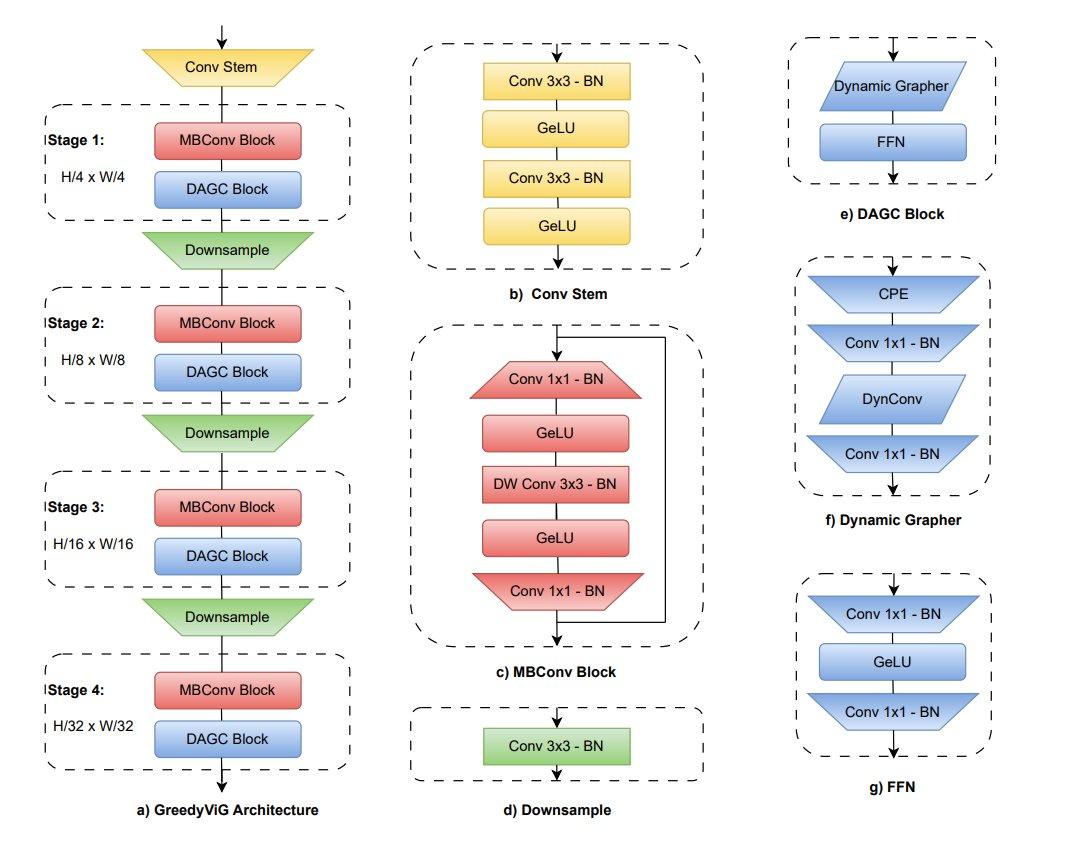 Conv Stem
Stage 1:
H/4 x W/4
MBConv Block
DAGC Block
Downsample
Stage 2:
H/8 x W/8
MBConv Block
DAGC Block
Downsample
Stage 3:
H/16 x W/16
MBConv Block
DAGC Block
Downsample
Stage 4:
H/32 x W/32
MBConv Block
DAGC Block
a) GreedyViG Architecture
Conv 3x3 - BN
GeLU
Conv 3x3 - BN
GeLU
b) Conv Stem
Conv 1x1 - BN
GeLU
DW Conv 3x3 - BN
GeLU
Conv 1x1 - BN
c) MBConv Block
Conv 3x3 - BN
d) Downsample
Dynamic Grapher
FFN
e) DAGC Block
CPE
Conv 1x1 - BN
DynConv
Conv 1x1 - BN
f) Dynamic Grapher
Conv 1x1 - BN
GeLU
Conv 1x1 - BN
g) FFN